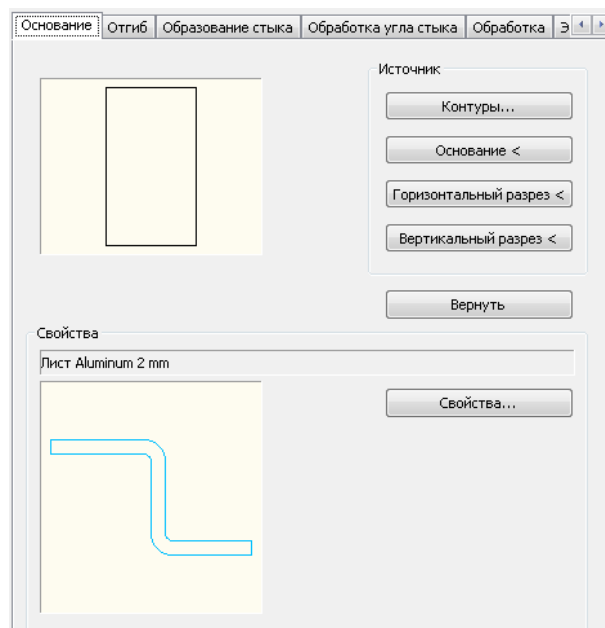 Основание Отгиб Образование стыка Обработка угла стыка Обработка Э
Источник
Контуры...
Основание <
Горизонтальный разрез <
Вертикальный разрез <
Вернуть
Свойства
Лист Aluminum 2 mm
Свойства...